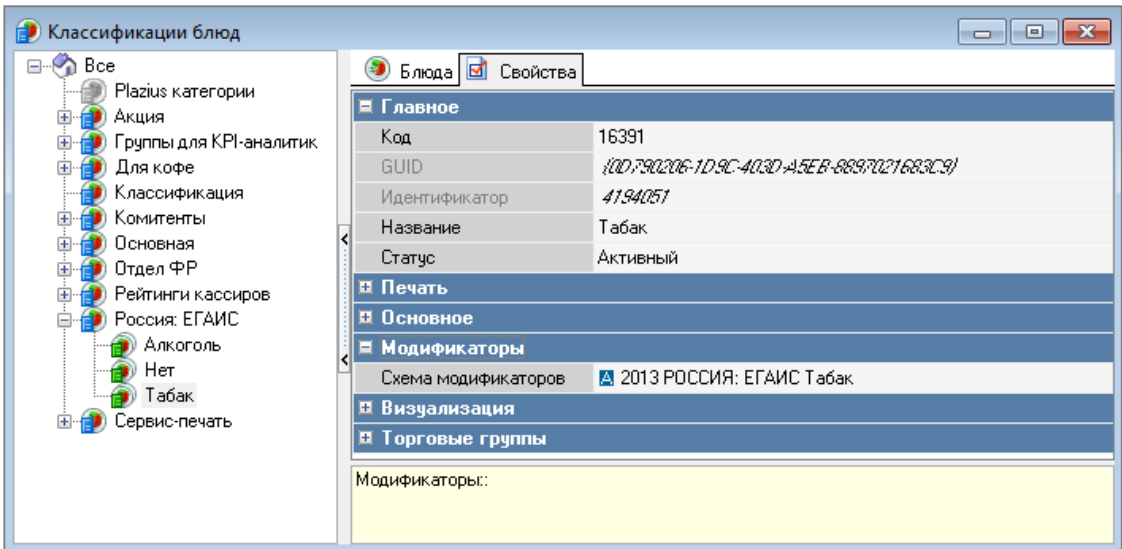 Классификации блюд
Все
Plazius категории
Акция
Группы для KPI-аналитик
Для кофе
Классификация
Комитенты
Основная
Отдел ФР
Рейтинги кассиров
Россия: ЕГАИС
Алкоголь
Нет
Табак
Сервис-печать
Блюда Свойства
Главное
Код 16391
GUID {0D790206-1D9C-403D-A5EB-8897021683C9}
Идентификатор 4194051
Название Табак
Статус Активный
Печать
Основное
Модификаторы
Схема модификаторов A 2013 РОССИЯ: ЕГАИС Табак
Визуализация
Торговые группы
Модификаторы::